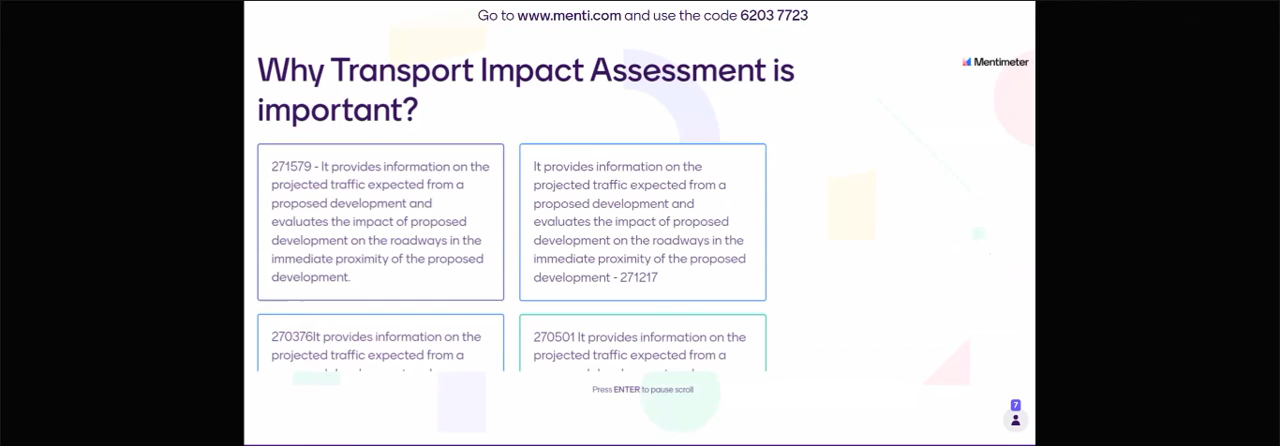 Go to www.menti.com and use the code 6203 7723
Why Transport Impact Assessment is
important?
Mentimeter
271579 - It provides information on the
projected traffic expected from a
proposed development and
evaluates the impact of proposed
development on the roadways in the
immediate proximity of the proposed
development.
It provides information on the
projected traffic expected from a
proposed development and
evaluates the impact of proposed
development on the roadways in the
immediate proximity of the proposed
development - 271217
270376It provides information on the
projected traffic expected from a
270501 It provides information on the
projected traffic expected from a
Press ENTER to pause scroll
7